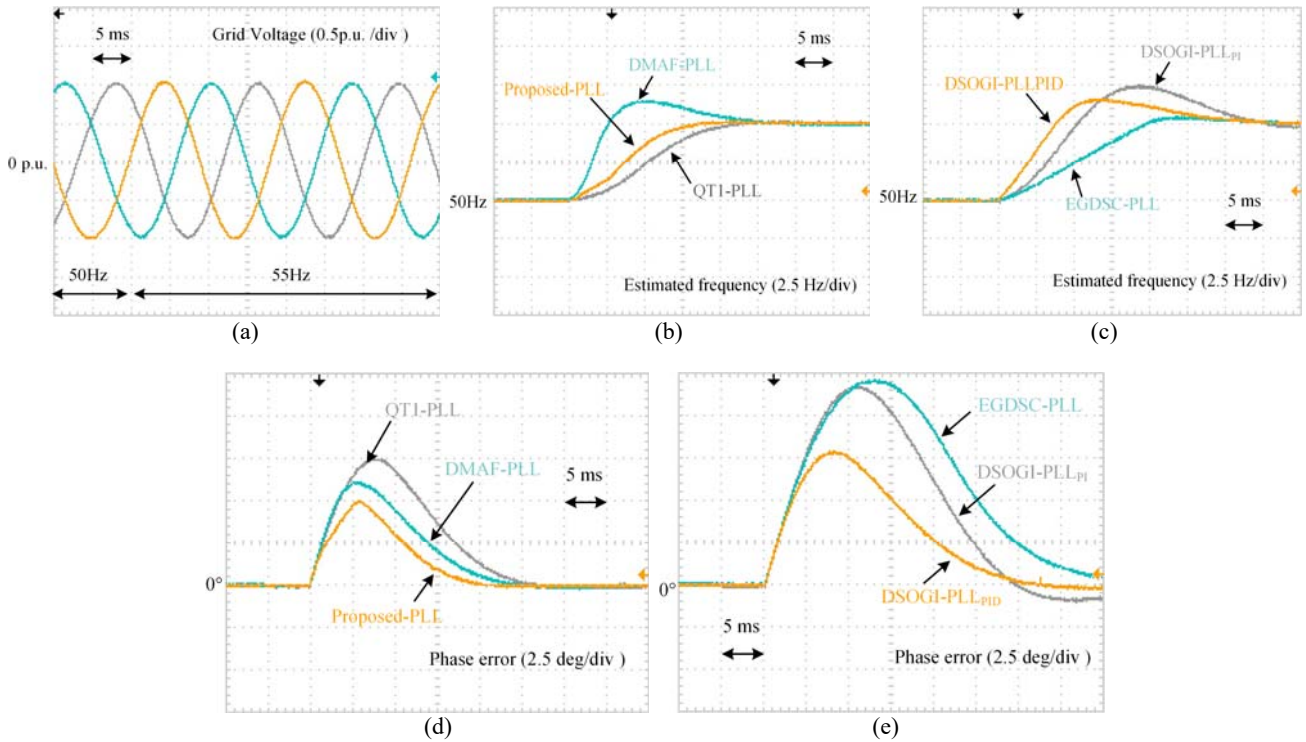 Grid Voltage (0.5p.u. /div )
5 ms
0 p.u.
50Hz
55Hz
(a)
5 ms
DMAF-PLL
Proposed-PLL
QT1-PLL
50Hz
Estimated frequency (2.5 Hz/div)
(b)
DSOGI-PLLPI
DSOGI-PLLPID
EGDSC-PLL
50Hz
5 ms
Estimated frequency (2.5 Hz/div)
(c)
QT1-PLL
DMAF-PLL
5 ms
0°
Proposed-PLL
Phase error (2.5 deg/div )
(d)
EGDSC-PLL
DSOGI-PLLPI
0°
DSOGI-PLLPID
5 ms
Phase error (2.5 deg/div )
(e)